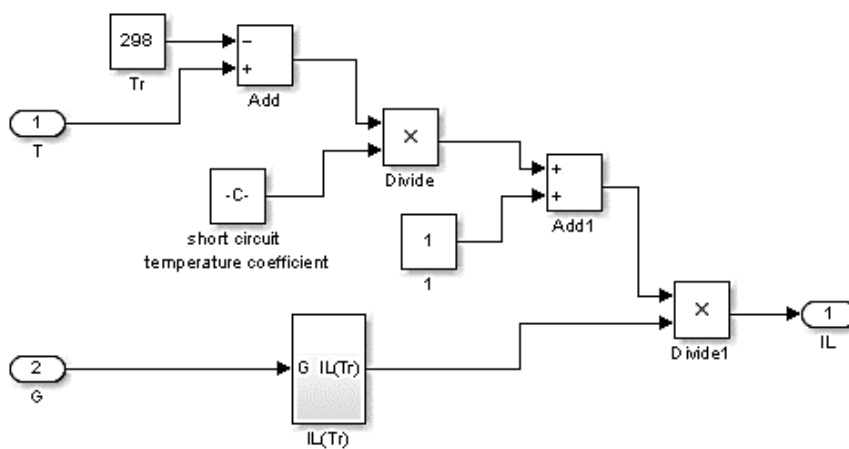 298
Tr
−
+
Add
1
T
×
Divide
-C-
short circuit
temperature coefficient
+
+
Add1
1
1
×
Divide1
1
IL
2
G
G IL(Tr)
IL(Tr)